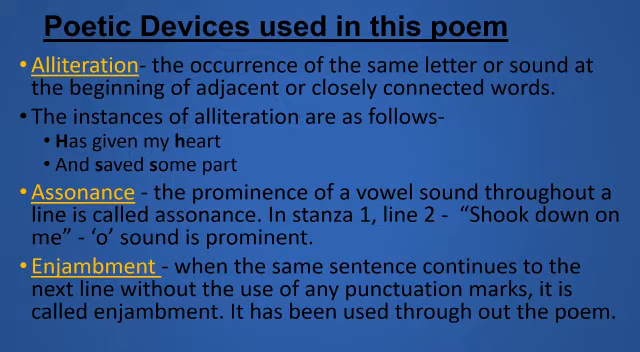 Poetic Devices used in this poem
• Alliteration- the occurrence of the same letter or sound at
the beginning of adjacent or closely connected words.
• The instances of alliteration are as follows-
• Has given my heart
• And saved some part
• Assonance - the prominence of a vowel sound throughout a
line is called assonance. In stanza 1, line 2 - “Shook down on
me” - ‘o’ sound is prominent.
• Enjambment - when the same sentence continues to the
next line without the use of any punctuation marks, it is
called enjambment. It has been used through out the poem.